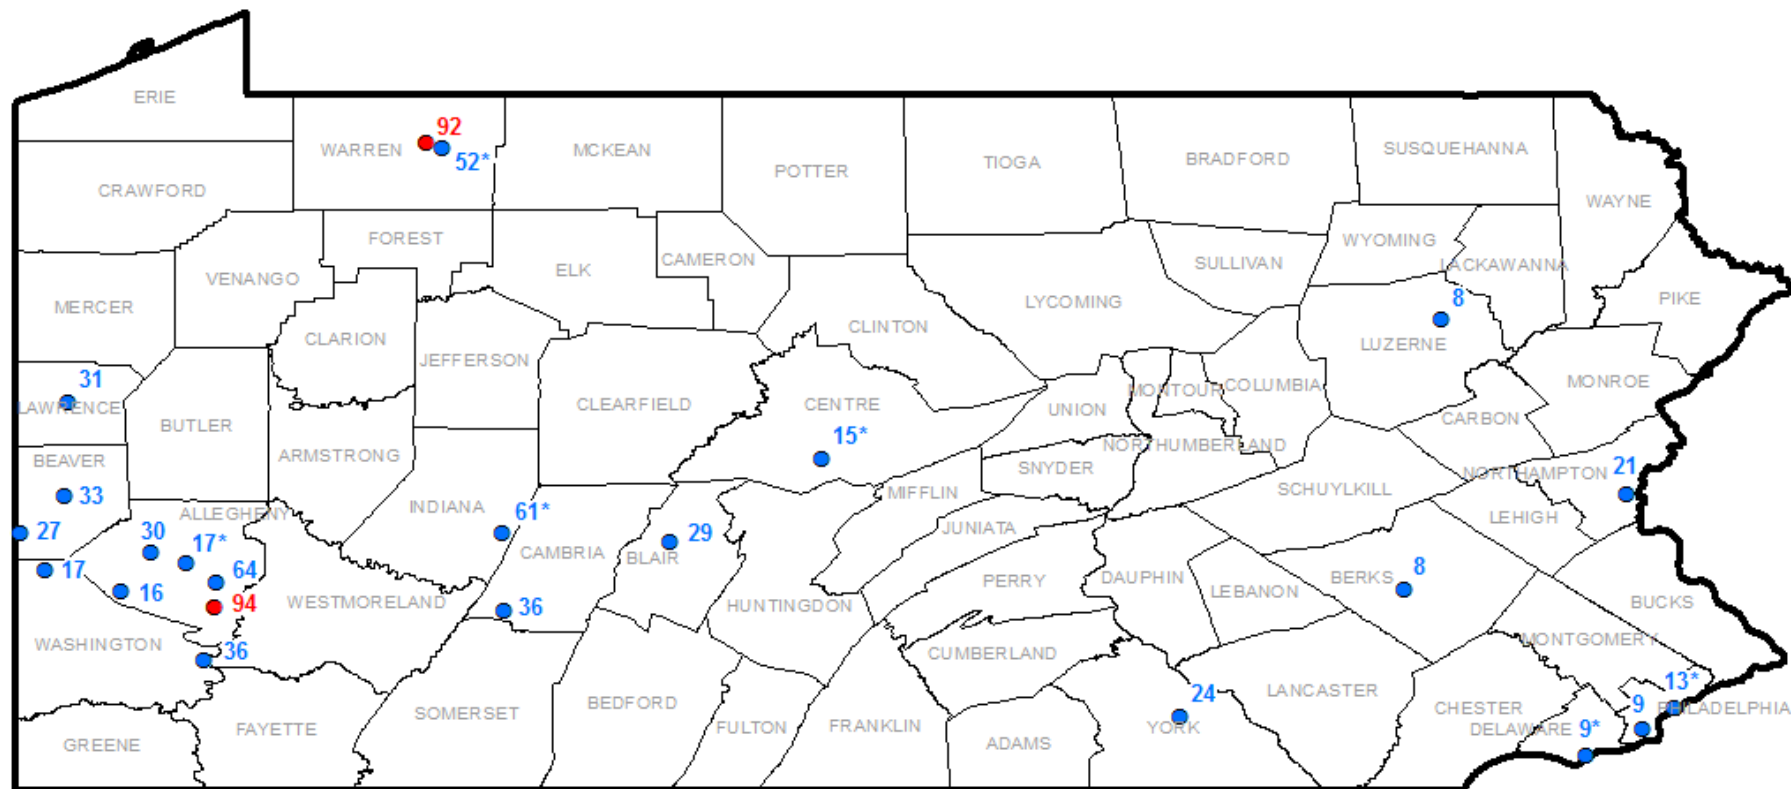 ERIE
92
WARREN
52*
MCKEAN
SUSQUEHANNA
TIOGA
BRADFORD
POTTER
CRAWFORD
WAYNE
FOREST
WYOMING
CAMERON
SULLIVAN
LACKAWANNA
ELK
VENANGO
MERCER
LYCOMING
8
PIKE
CLINTON
CLARION
LUZERNE
JEFFERSON
31
MONROE
MONTOUR
COLUMBIA
LAWRENCE
CLEARFIELD
CENTRE
UNION
BUTLER
CARBON
15*
NORTHUMBERLAND
BEAVER
ARMSTRONG
SNYDER
NORTHAMPTON
21
33
MIFFLIN
SCHUYLKILL
INDIANA
61*
ALLEGHENY
LEHIGH
27
30
17*
JUNIATA
CAMBRIA
BLAIR
29
17
64
PERRY
DAUPHIN
LEBANON
BERKS
8
16
94
WESTMORELAND
36
HUNTINGDON
BUCKS
WASHINGTON
36
CUMBERLAND
MONTGOMERY
24
LANCASTER
13*
BEDFORD
SOMERSET
CHESTER
PHILADELPHIA
9
FAYETTE
FULTON
FRANKLIN
YORK
DELAWARE
9*
GREENE
ADAMS